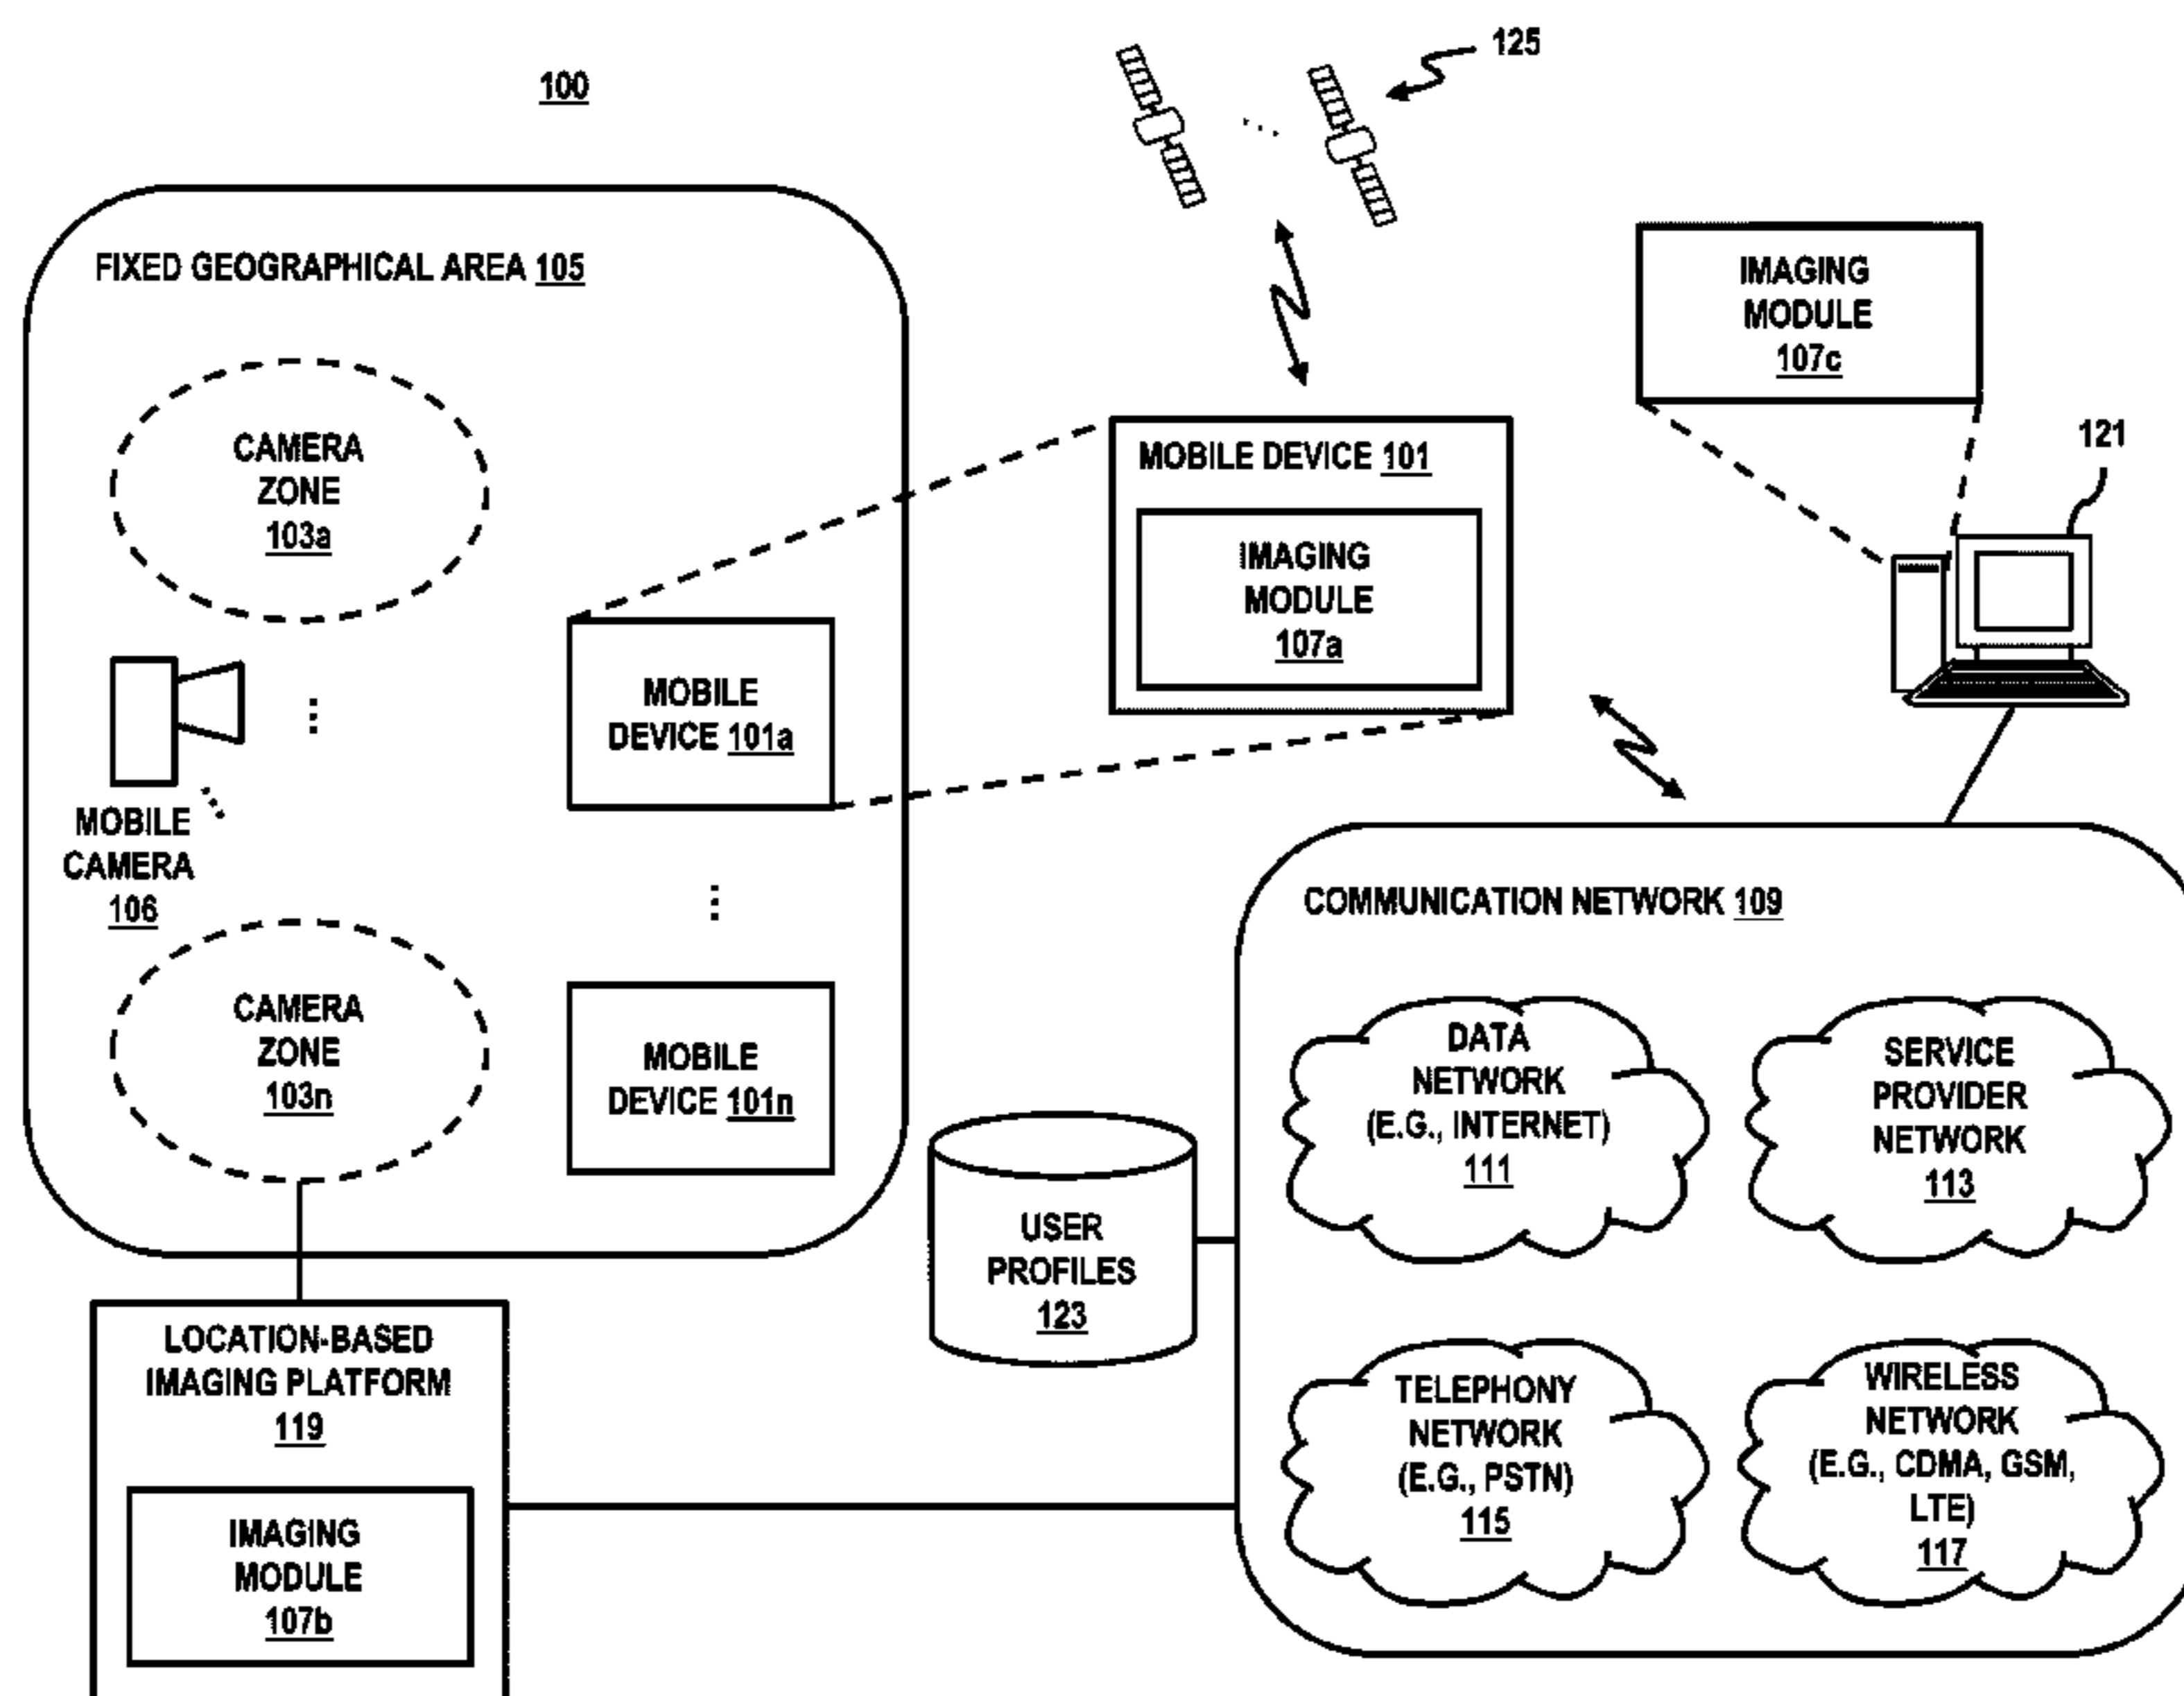 100
125
FIXED GEOGRAPHICAL AREA 105
CAMERA
ZONE
103a
MOBILE
CAMERA
106
MOBILE
DEVICE 101a
CAMERA
ZONE
103n
MOBILE
DEVICE 101n
MOBILE DEVICE 101
IMAGING
MODULE
107a
IMAGING
MODULE
107c
121
COMMUNICATION NETWORK 109
DATA
NETWORK
(E.G., INTERNET)
111
SERVICE
PROVIDER
NETWORK
113
TELEPHONY
NETWORK
(E.G., PSTN)
115
WIRELESS
NETWORK
(E.G., CDMA, GSM,
LTE)
117
USER
PROFILES
123
LOCATION-BASED
IMAGING PLATFORM
119
IMAGING
MODULE
107b